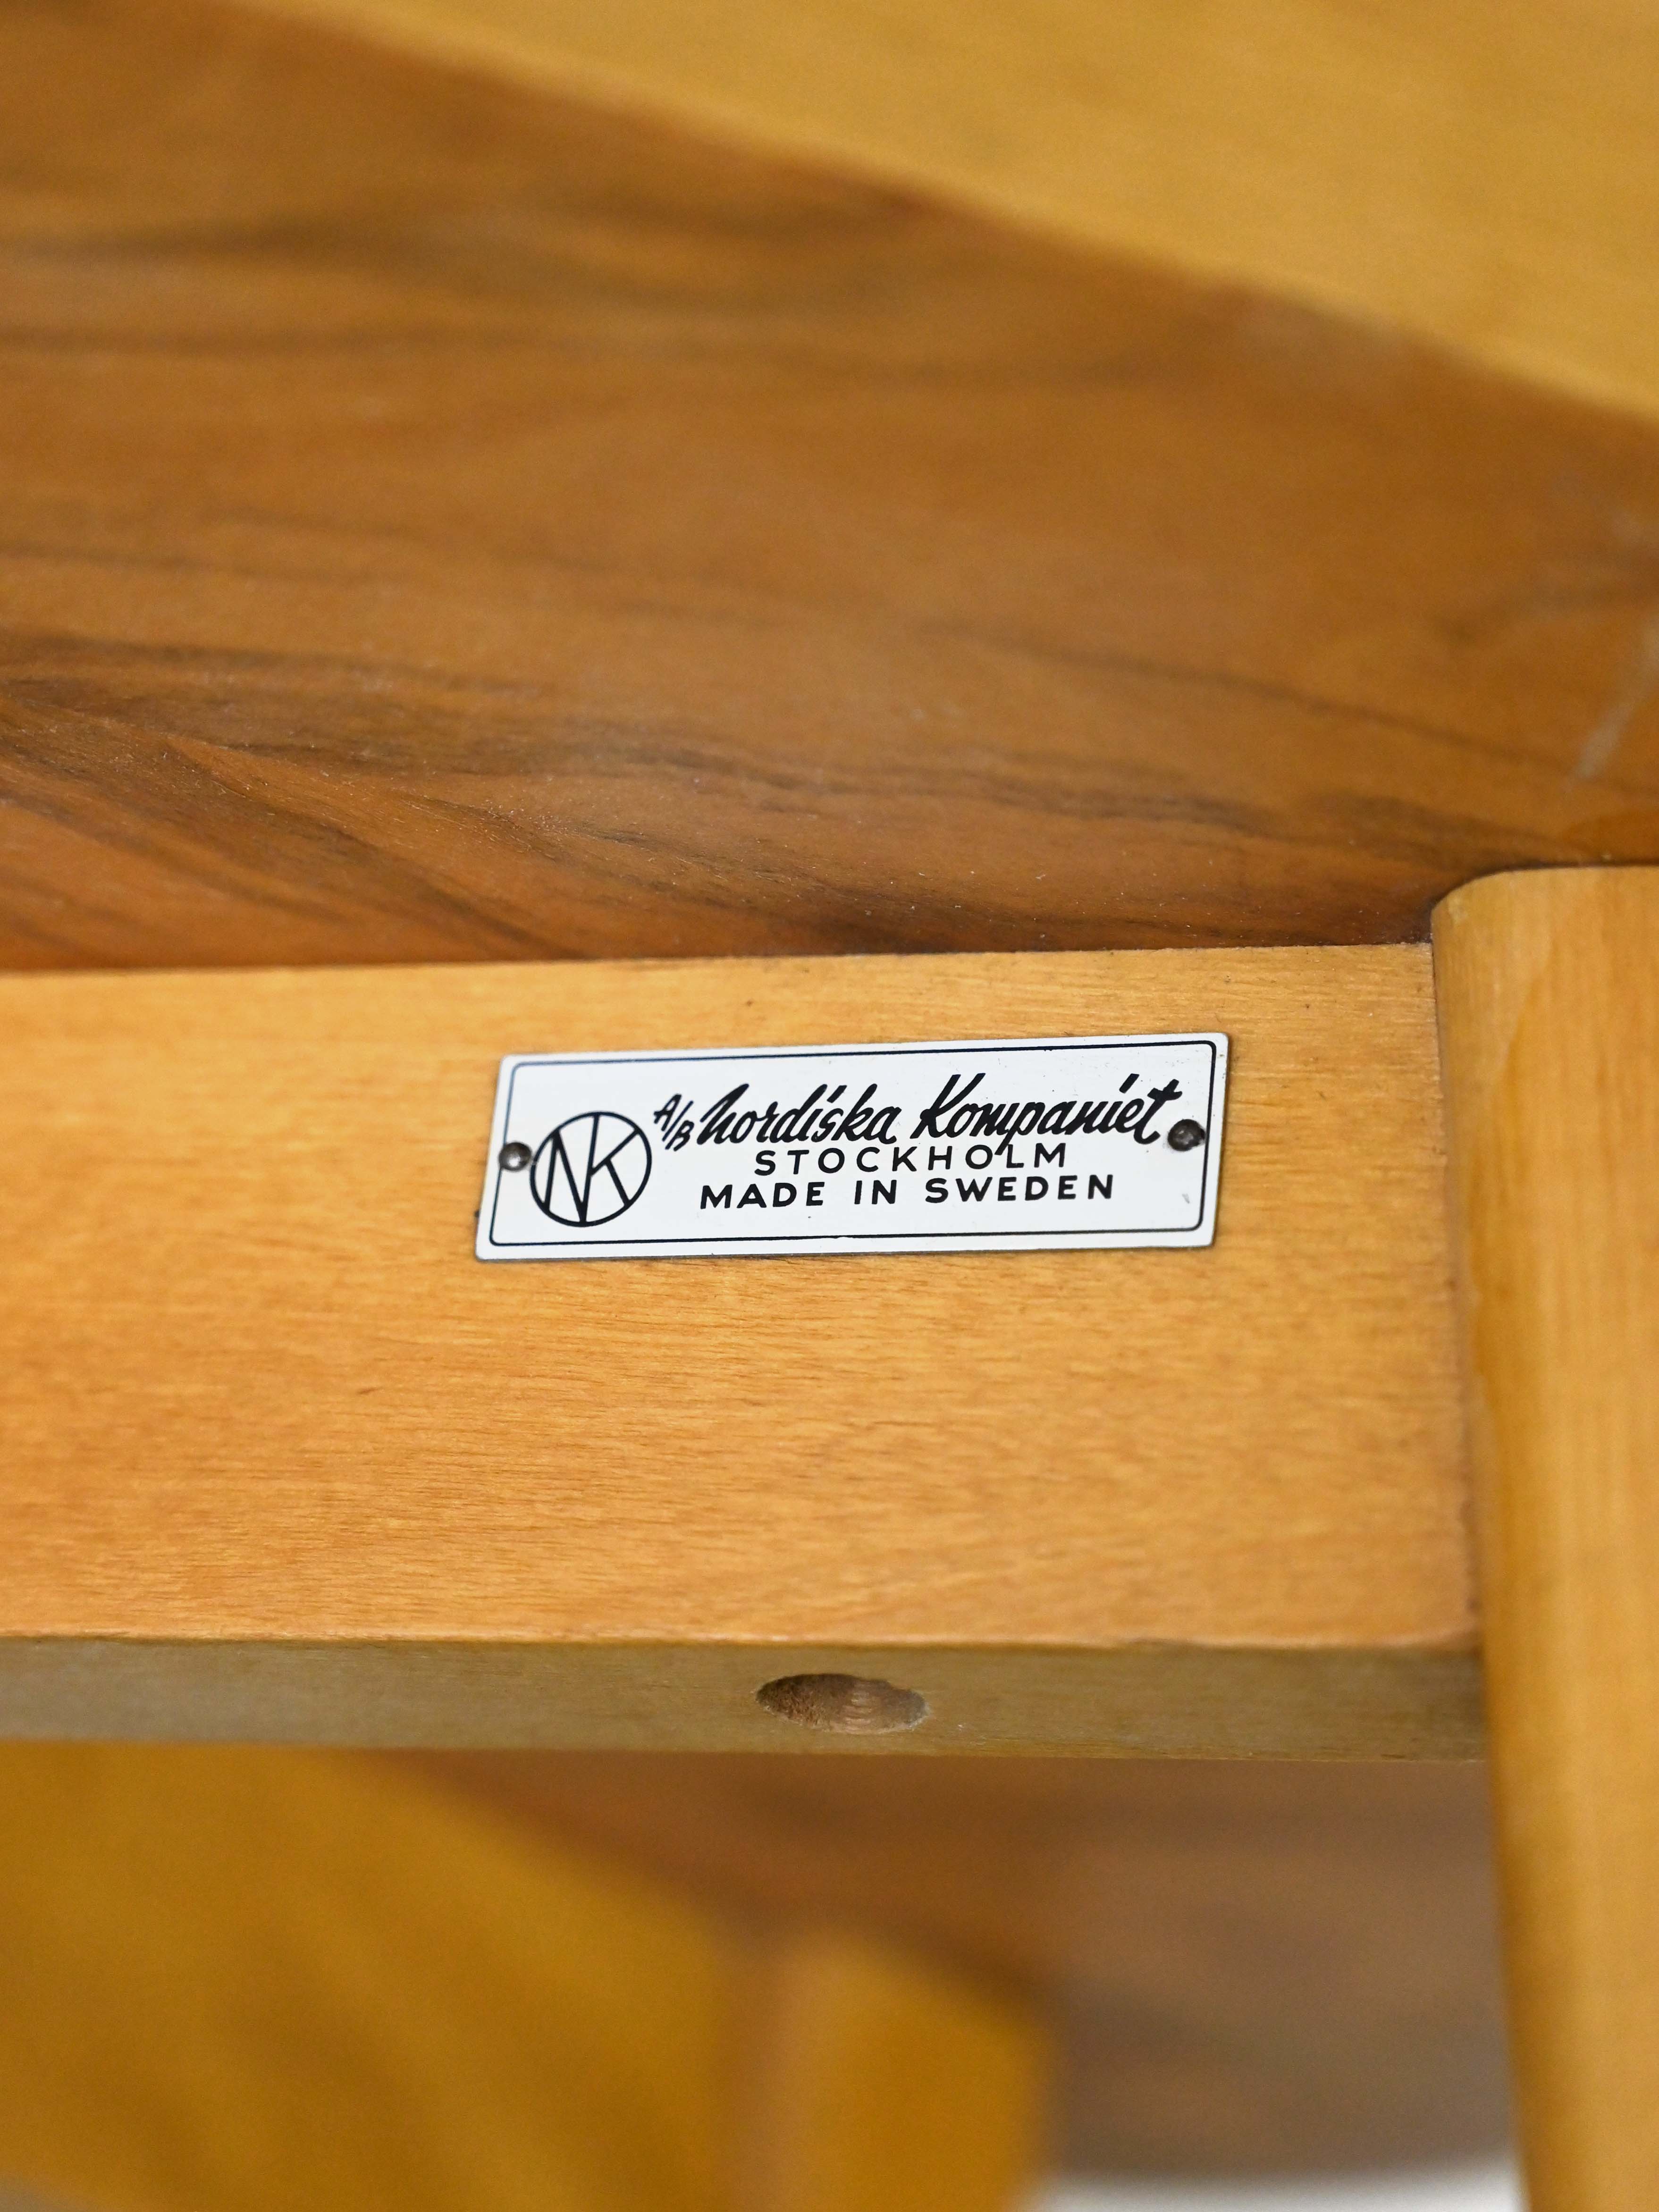 NK
A/B Nordiska Kompaniet
STOCKHOLM
MADE IN SWEDEN